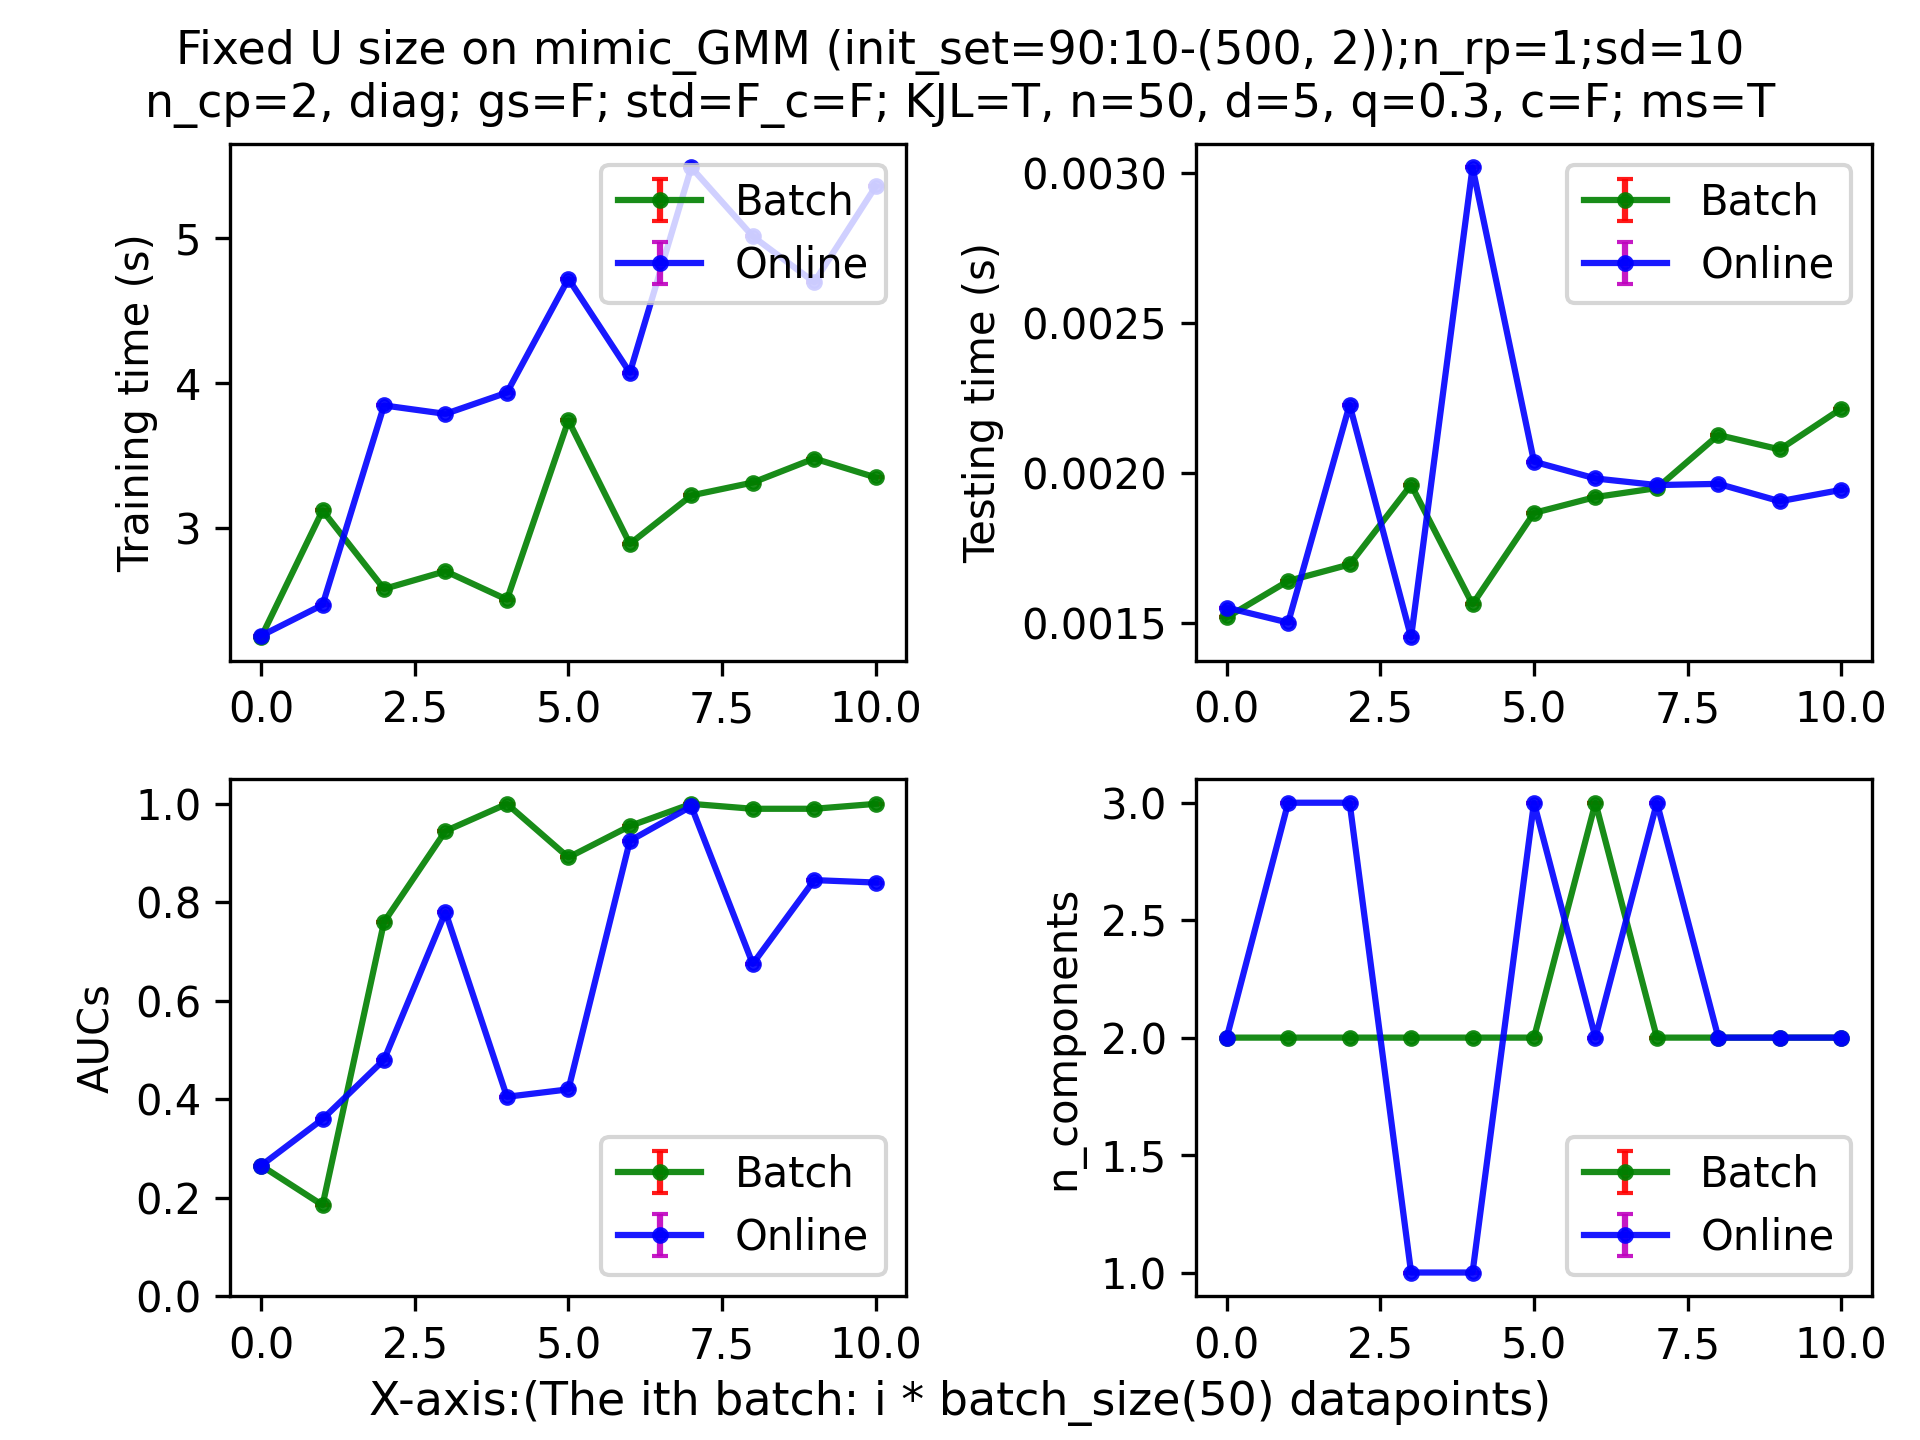 Fixed U size on mimic_GMM (init_set=90:10-(500, 2));n_rp=1;sd=10
n_cp=2, diag; gs=F; std=F_c=F; KJL=T, n=50, d=5, q=0.3, c=F; ms=T
Training time (s)
5
4
3
Batch
Online
0.0 2.5 5.0 7.5 10.0
Testing time (s)
0.0030
0.0025
0.0020
0.0015
Batch
Online
0.0 2.5 5.0 7.5 10.0
AUCs
1.0
0.8
0.6
0.4
0.2
0.0
Batch
Online
0.0 2.5 5.0 7.5 10.0
n_components
3.0
2.5
2.0
1.5
1.0
Batch
Online
0.0 2.5 5.0 7.5 10.0
X-axis:(The ith batch: i * batch_size(50) datapoints)